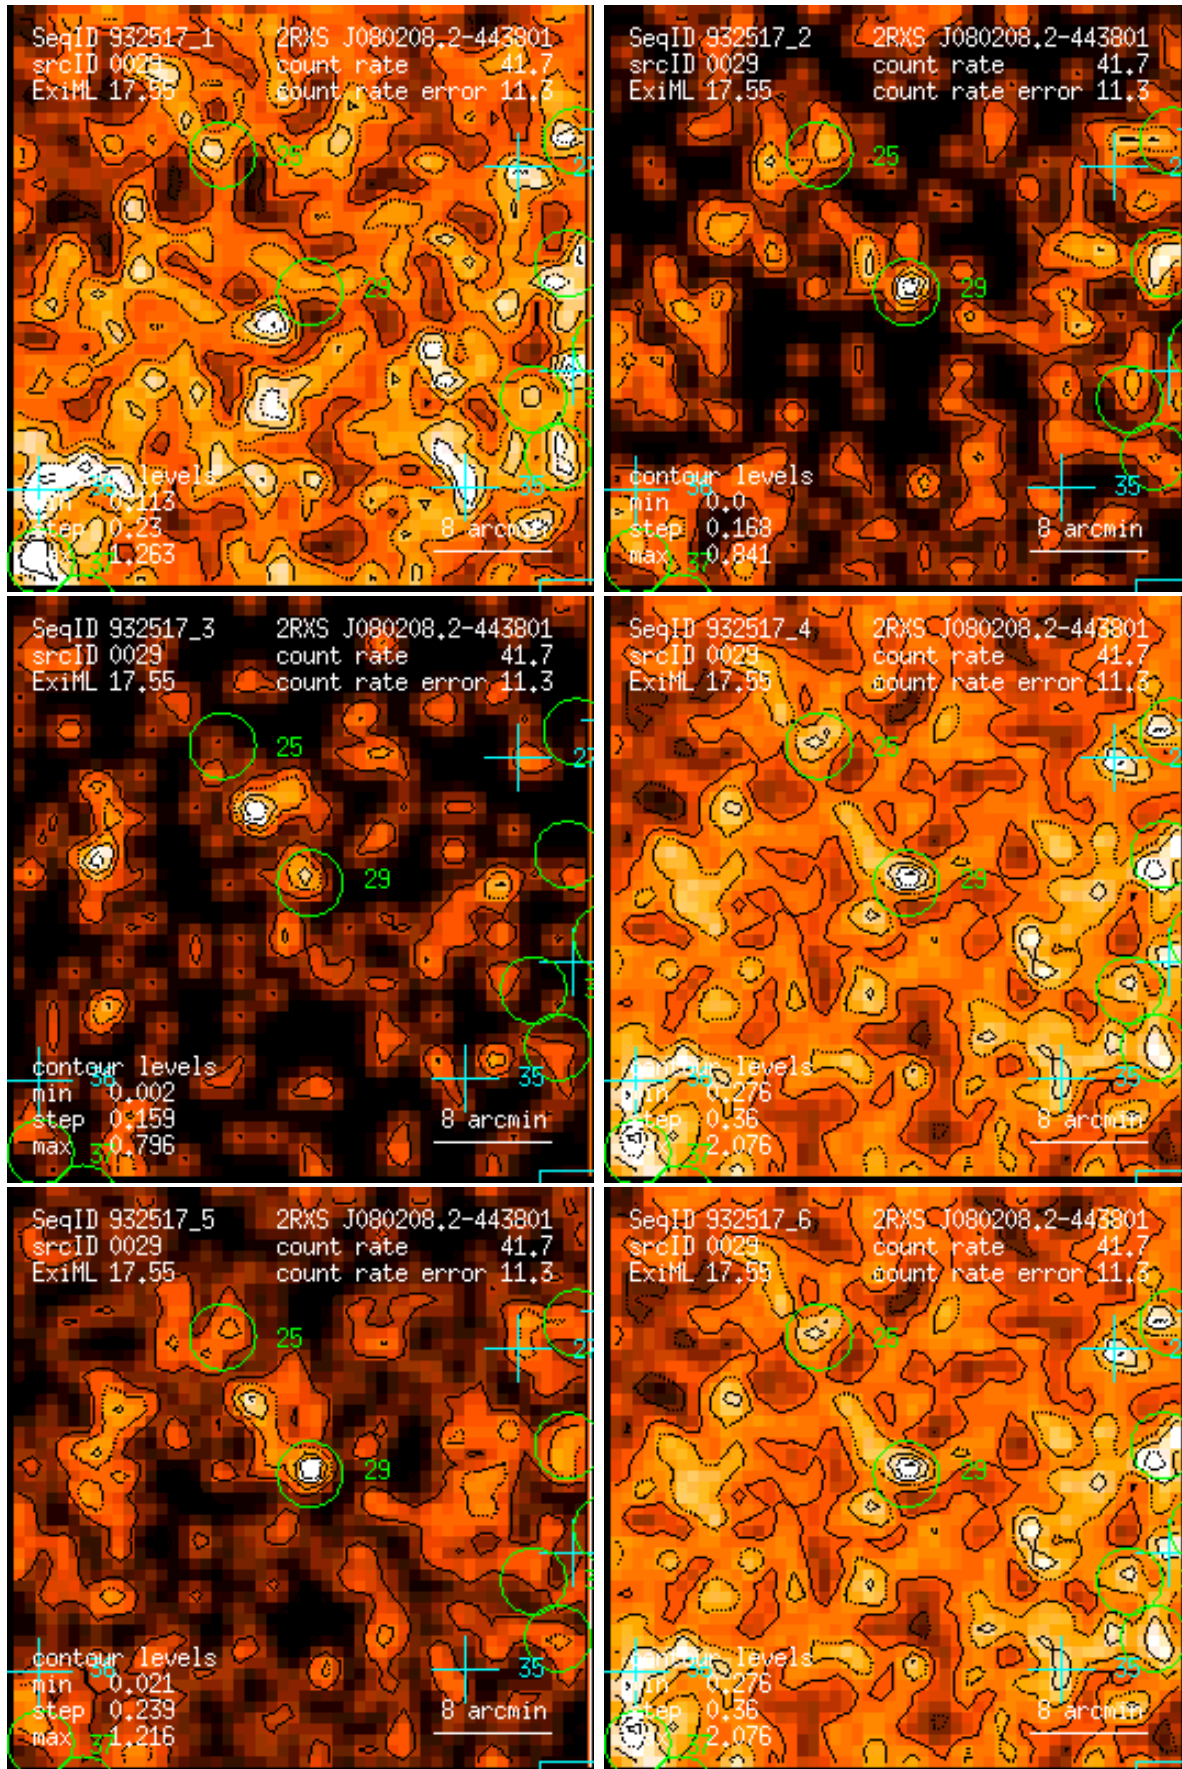 SeqID 932517_1 2RXS J080208.2-443801
srcID 0029 count rate 41.7
ExiML 17.55 count rate error 11.3
25
29
contour levels
min 0.113
35
step 0.23
8 arcmin
1.263
37
SeqID 932517_2 2RXS J080208.2-443801
srcID 0029 count rate 41.7
ExiML 17.55 count rate error 11.3
25
29
contour levels
min 0.0
35
step 0.168
8 arcmin
max 0.841
37
SeqID 932517_3 2RXS J080208.2-443801
srcID 0029 count rate 41.7
ExiML 17.55 count rate error 11.3
25
29
contour levels
min 0.002
35
step 0.159
8 arcmin
max 0.796
37
SeqID 932517_4 2RXS J080208.2-443801
srcID 0029 count rate 41.7
ExiML 17.55 count rate error 11.3
25
29
contour levels
min 0.276
35
step 0.36
8 arcmin
2.076
37
SeqID 932517_5 2RXS J080208.2-443801
srcID 0029 count rate 41.7
ExiML 17.55 count rate error 11.3
25
29
contour levels
min 0.021
35
step 0.239
8 arcmin
max 1.216
37
SeqID 932517_6 2RXS J080208.2-443801
srcID 0029 count rate 41.7
ExiML 17.55 count rate error 11.3
25
29
contour levels
min 0.276
35
step 0.36
8 arcmin
2.076
37